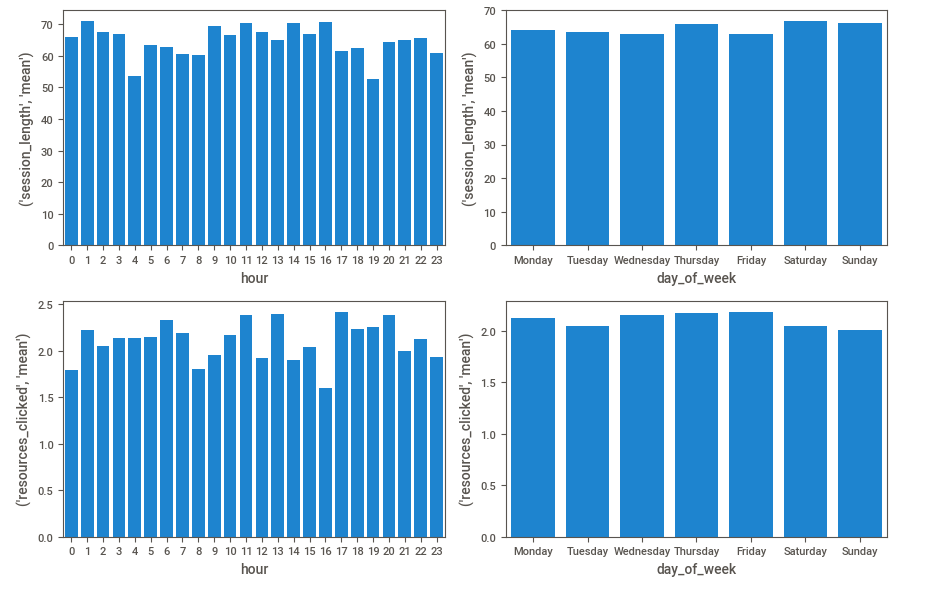 ('session_length', 'mean')
70
60
50
40
30
20
10
0
0 1 2 3 4 5 6 7 8 9 10 11 12 13 14 15 16 17 18 19 20 21 22 23
hour
('session_length', 'mean')
70
60
50
40
30
20
10
0
Monday Tuesday Wednesday Thursday Friday Saturday Sunday
day_of_week
('resources_clicked', 'mean')
2.5
2.0
1.5
1.0
0.5
0.0
0 1 2 3 4 5 6 7 8 9 10 11 12 13 14 15 16 17 18 19 20 21 22 23
hour
('resources_clicked', 'mean')
2.0
1.5
1.0
0.5
0.0
Monday Tuesday Wednesday Thursday Friday Saturday Sunday
day_of_week